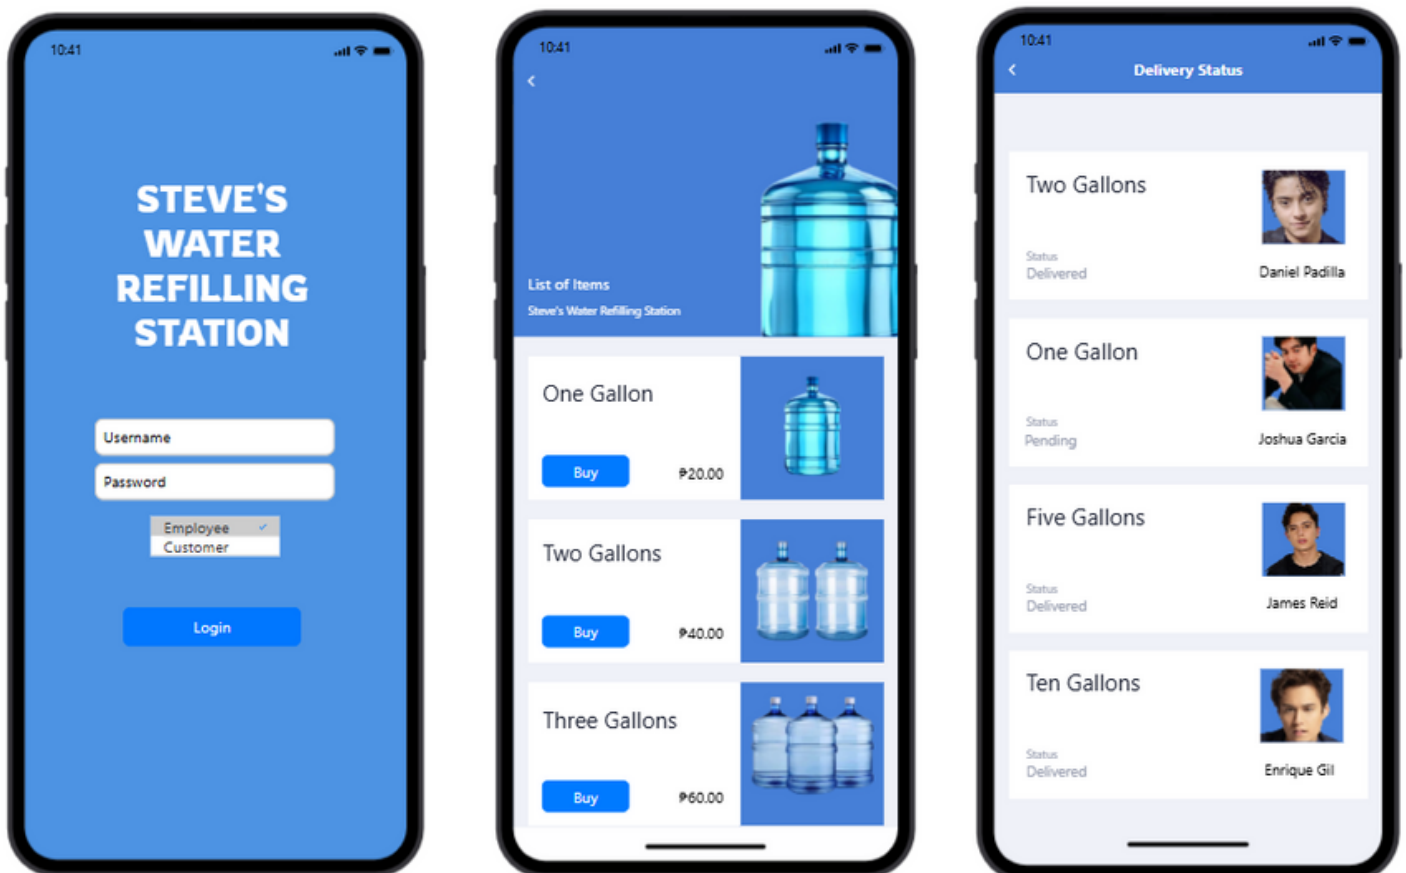 10:41
STEVE'S
WATER
REFILLING
STATION
Username
Password
Employee
Customer
Login
10:41
List of Items
Steve's Water Refilling Station
One Gallon
Buy ₱20.00
Two Gallons
Buy ₱40.00
Three Gallons
Buy ₱60.00
10:41
Delivery Status
Two Gallons
Status
Delivered
Daniel Padilla
One Gallon
Status
Pending
Joshua Garcia
Five Gallons
Status
Delivered
James Reid
Ten Gallons
Status
Delivered
Enrique Gil